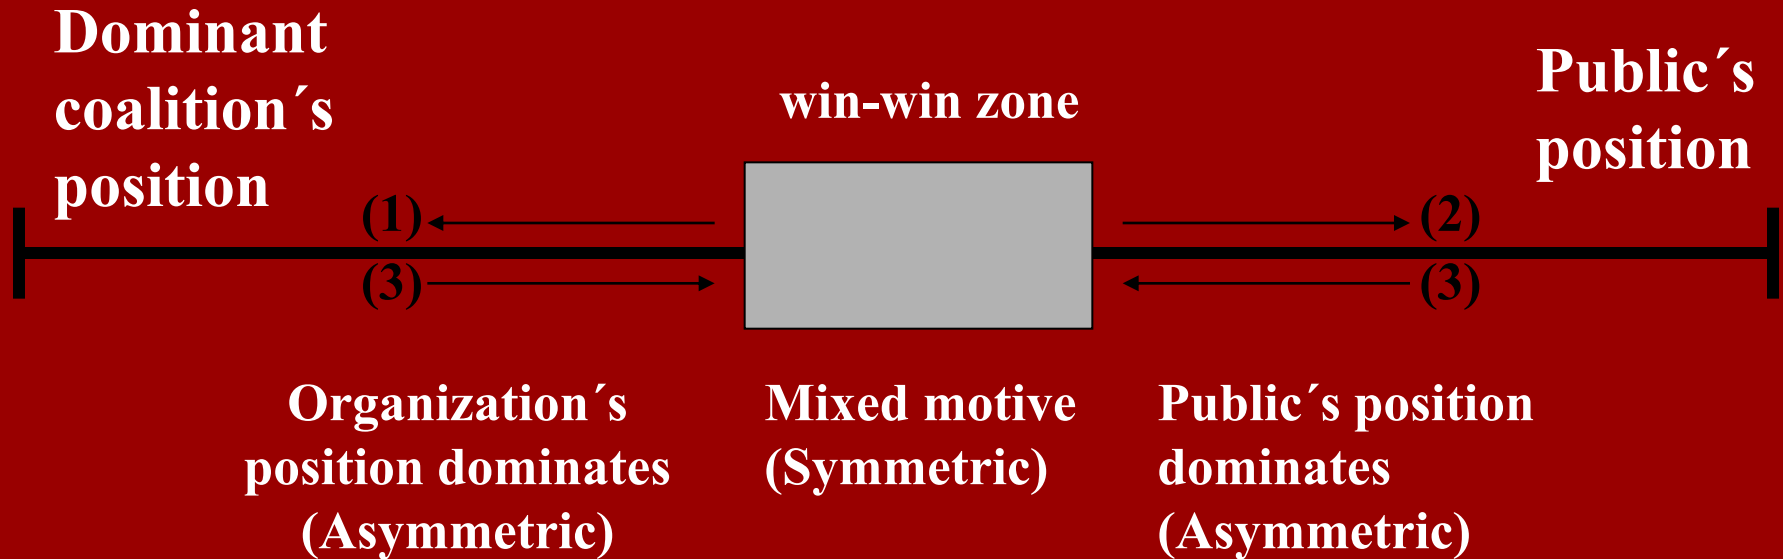 Dominant
coalition´s
position
win-win zone
Public´s
position
(1)
(2)
(3)
(3)
Organization´s
position dominates
(Asymmetric)
Mixed motive
(Symmetric)
Public´s position
dominates
(Asymmetric)